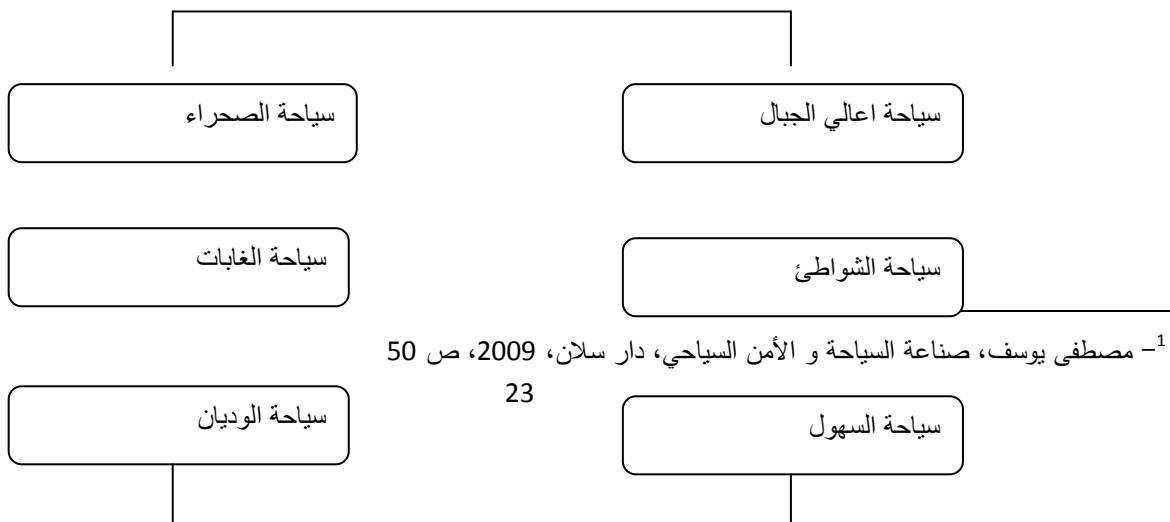 سياحة اعالي الجبال
سياحة الصحراء
سياحة الشواطئ
سياحة الغابات
1– مصطفى يوسف، صناعة السياحة و الأمن السياحي، دار سلان، 2009، ص 50
23
سياحة السهول
سياحة الوديان